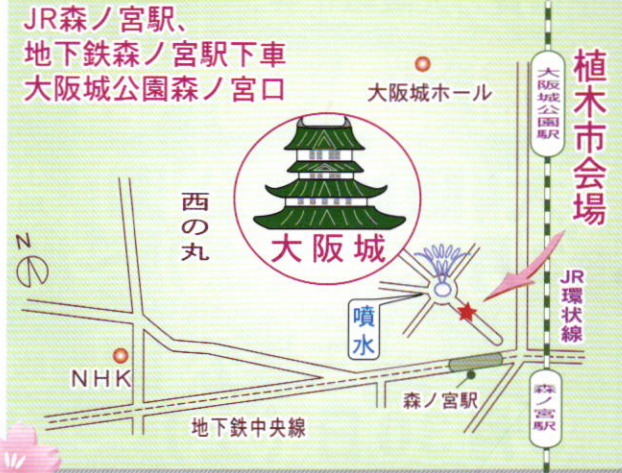 JR森ノ宮駅、
地下鉄森ノ宮駅下車
大阪城公園森ノ宮口
大阪城ホール
大阪城公園駅
植木市会場
西の丸
大阪城
N
噴水
JR環状線
NHK
森ノ宮駅
森ノ宮駅
地下鉄中央線